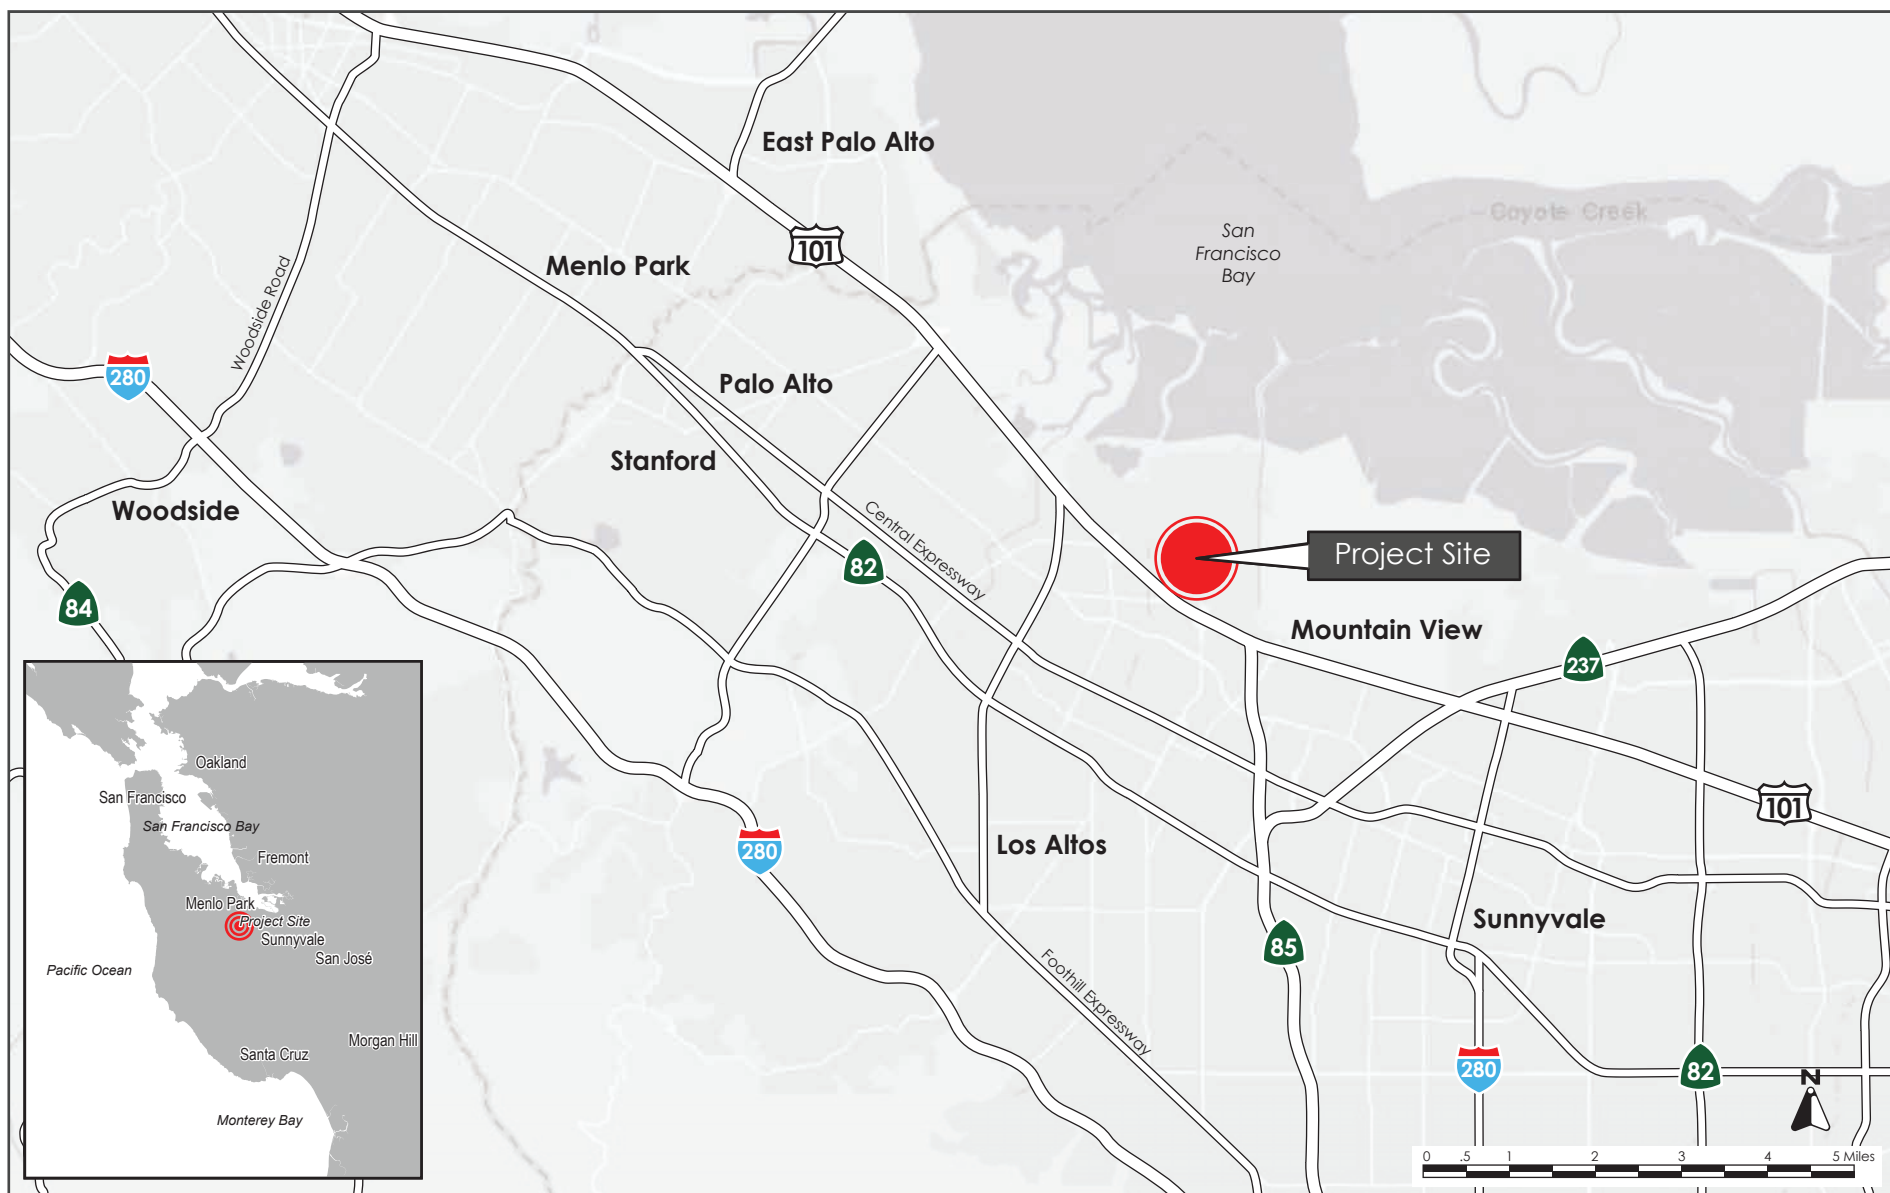 East Palo Alto
101
Coyote Creek
San
Francisco
Bay
Menlo Park
Woodside Road
280
Palo Alto
Stanford
Woodside
Central Expressway
82
Project Site
84
Mountain View
237
101
280
Los Altos
Sunnyvale
85
Foothill Expressway
280
82
N
0 .5 1 2 3 4 5 Miles
Oakland
San Francisco
San Francisco Bay
Fremont
Menlo Park
Project Site
Sunnyvale
San José
Pacific Ocean
Morgan Hill
Santa Cruz
Monterey Bay